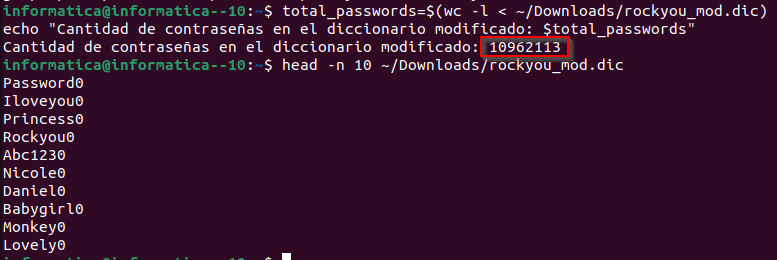 informatica@informatica--10:~$ total_passwords=$(wc -l < ~/Downloads/rockyou_mod.dic)
echo "Cantidad de contraseñas en el diccionario modificado: $total_passwords"
Cantidad de contraseñas en el diccionario modificado: 10962113
informatica@informatica--10:~$ head -n 10 ~/Downloads/rockyou_mod.dic
Password0
Iloveyou0
Princess0
Rockyou0
Abc1230
Nicole0
Daniel0
Babygirl0
Monkey0
Lovely0
informatica@informatica--10:~$